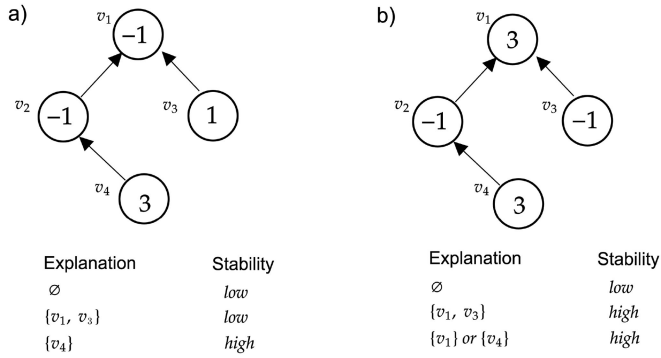 a)
v₁
−1
v₂
−1
v₃
1
v₄
3
Explanation Stability
∅ low
{v₁, v₃} low
{v₄} high
b)
v₁
3
v₂
−1
v₃
−1
v₄
3
Explanation Stability
∅ low
{v₁, v₃} high
{v₁} or {v₄} high